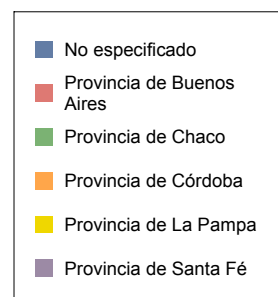 No especificado
Provincia de Buenos
Aires
Provincia de Chaco
Provincia de Córdoba
Provincia de La Pampa
Provincia de Santa Fé